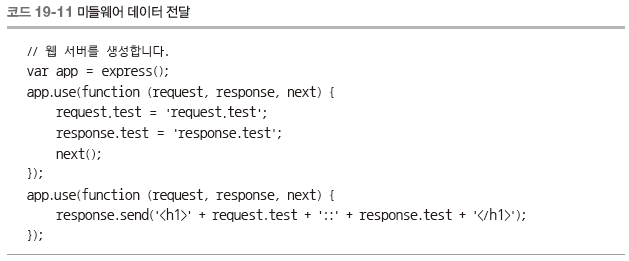 코드 19-11 미들웨어 데이터 전달
// 웹 서버를 생성합니다.
var app = express();
app.use(function (request, response, next) {
    request.test = 'request.test';
    response.test = 'response.test';
    next();
});
app.use(function (request, response, next) {
    response.send('<h1>' + request.test + '::' + response.test + '</h1>');
});